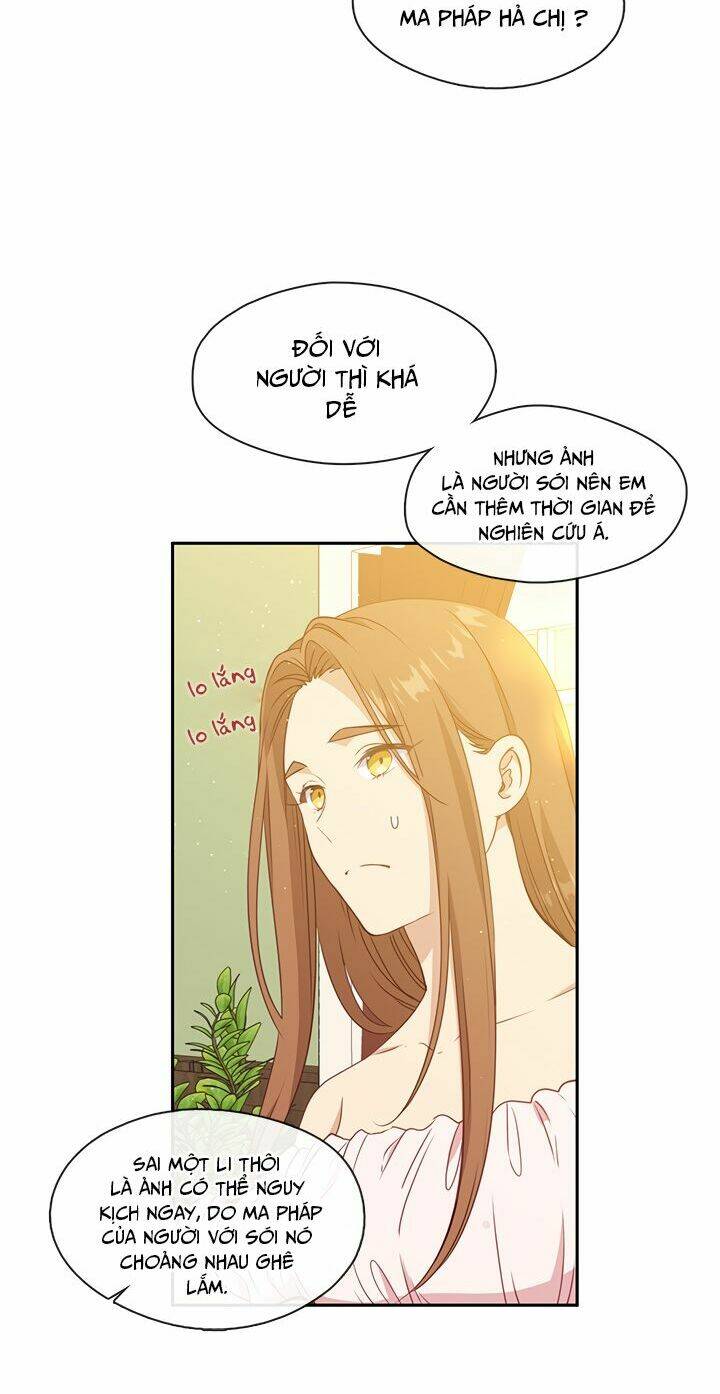 MA PHÁP HẢ CHỊ ?
ĐỐI VỚI
NGƯỜI THÌ KHÁ
DỄ
NHƯNG ẢNH
LÀ NGƯỜI SÓI NÊN EM
CẦN THÊM THỜI GIAN ĐỂ
NGHIÊN CỨU Á.
lo lắng
lo lắng
SAI MỘT LI THÔI
LÀ ẢNH CÓ THỂ NGUY
KỊCH NGAY, DO MA PHÁP
CỦA NGƯỜI VỚI SÓI NÓ
CHOẢNG NHAU GHÊ
LẮM.